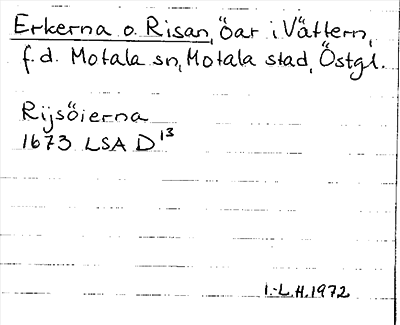 Erkerna o. Risan, öar i Vättern,
f.d. Motala sn, Motala stad, Östgl.
Rijsöierna
1673 LSA D13
I.-L.H.1972